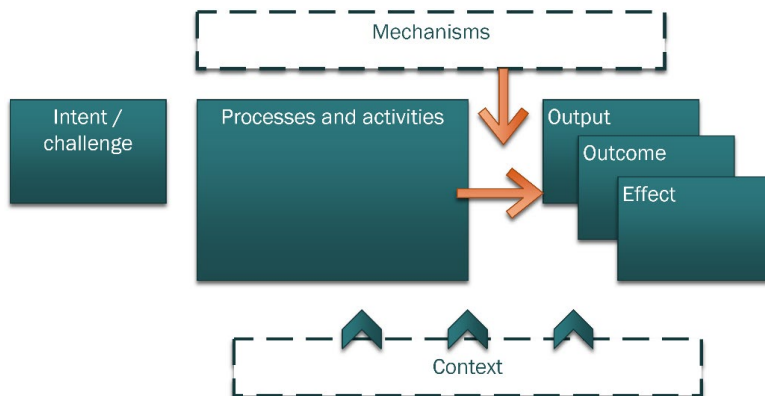 Mechanisms
Intent /
challenge
Processes and activities
Output
Outcome
Effect
Context